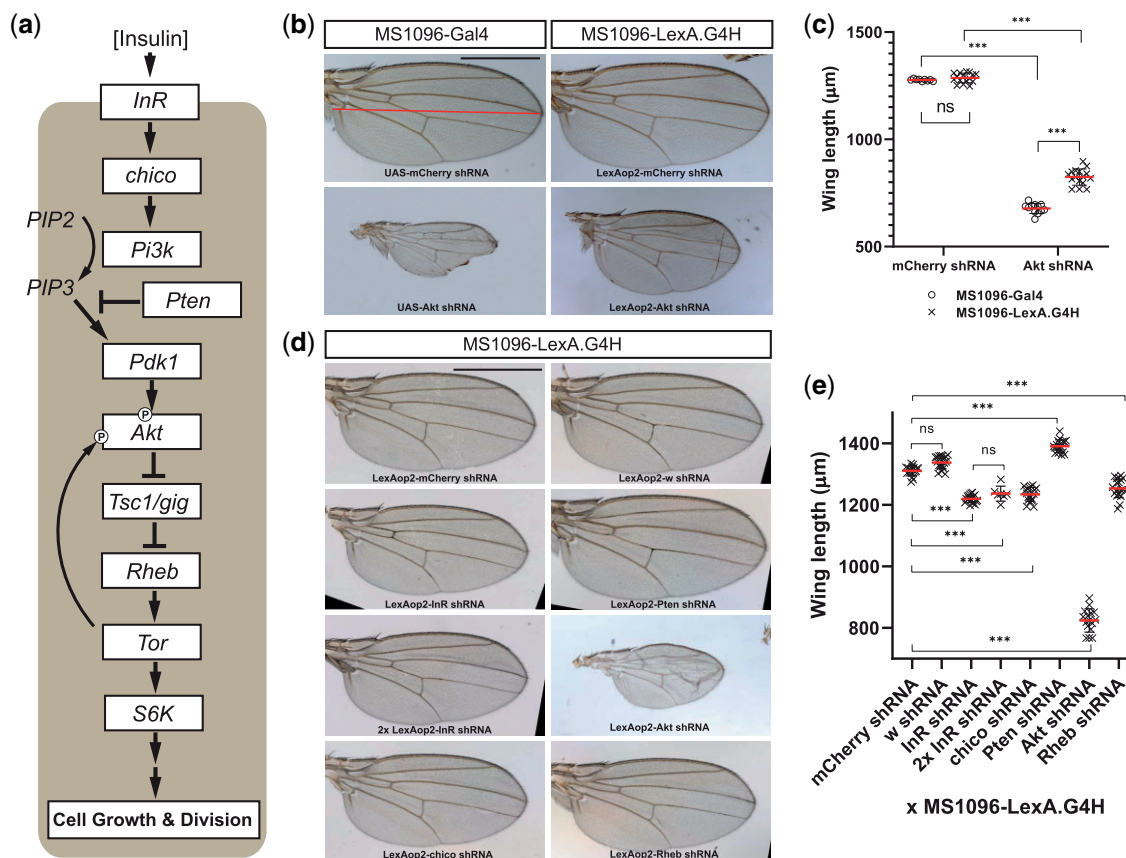 (a)
[Insulin]
InR
chico
PIP2
Pi3k
PIP3
Pten
Pdk1
P
P
Akt
Tsc1/gig
Rheb
Tor
S6K
Cell Growth & Division
(b)
MS1096-Gal4
MS1096-LexA.G4H
UAS-mCherry shRNA
LexAop2-mCherry shRNA
UAS-Akt shRNA
LexAop2-Akt shRNA
(c)
Wing length (μm)
1500
1000
500
***
***
ns
***
mCherry shRNA
Akt shRNA
MS1096-Gal4
MS1096-LexA.G4H
(d)
MS1096-LexA.G4H
LexAop2-mCherry shRNA
LexAop2-w shRNA
LexAop2-InR shRNA
LexAop2-Pten shRNA
2x LexAop2-InR shRNA
LexAop2-Akt shRNA
LexAop2-chico shRNA
LexAop2-Rheb shRNA
(e)
Wing length (μm)
1400
1200
1000
800
***
***
ns
ns
***
***
***
***
mCherry shRNA
w shRNA
InR shRNA
2x InR shRNA
chico shRNA
Pten shRNA
Akt shRNA
Rheb shRNA
x MS1096-LexA.G4H